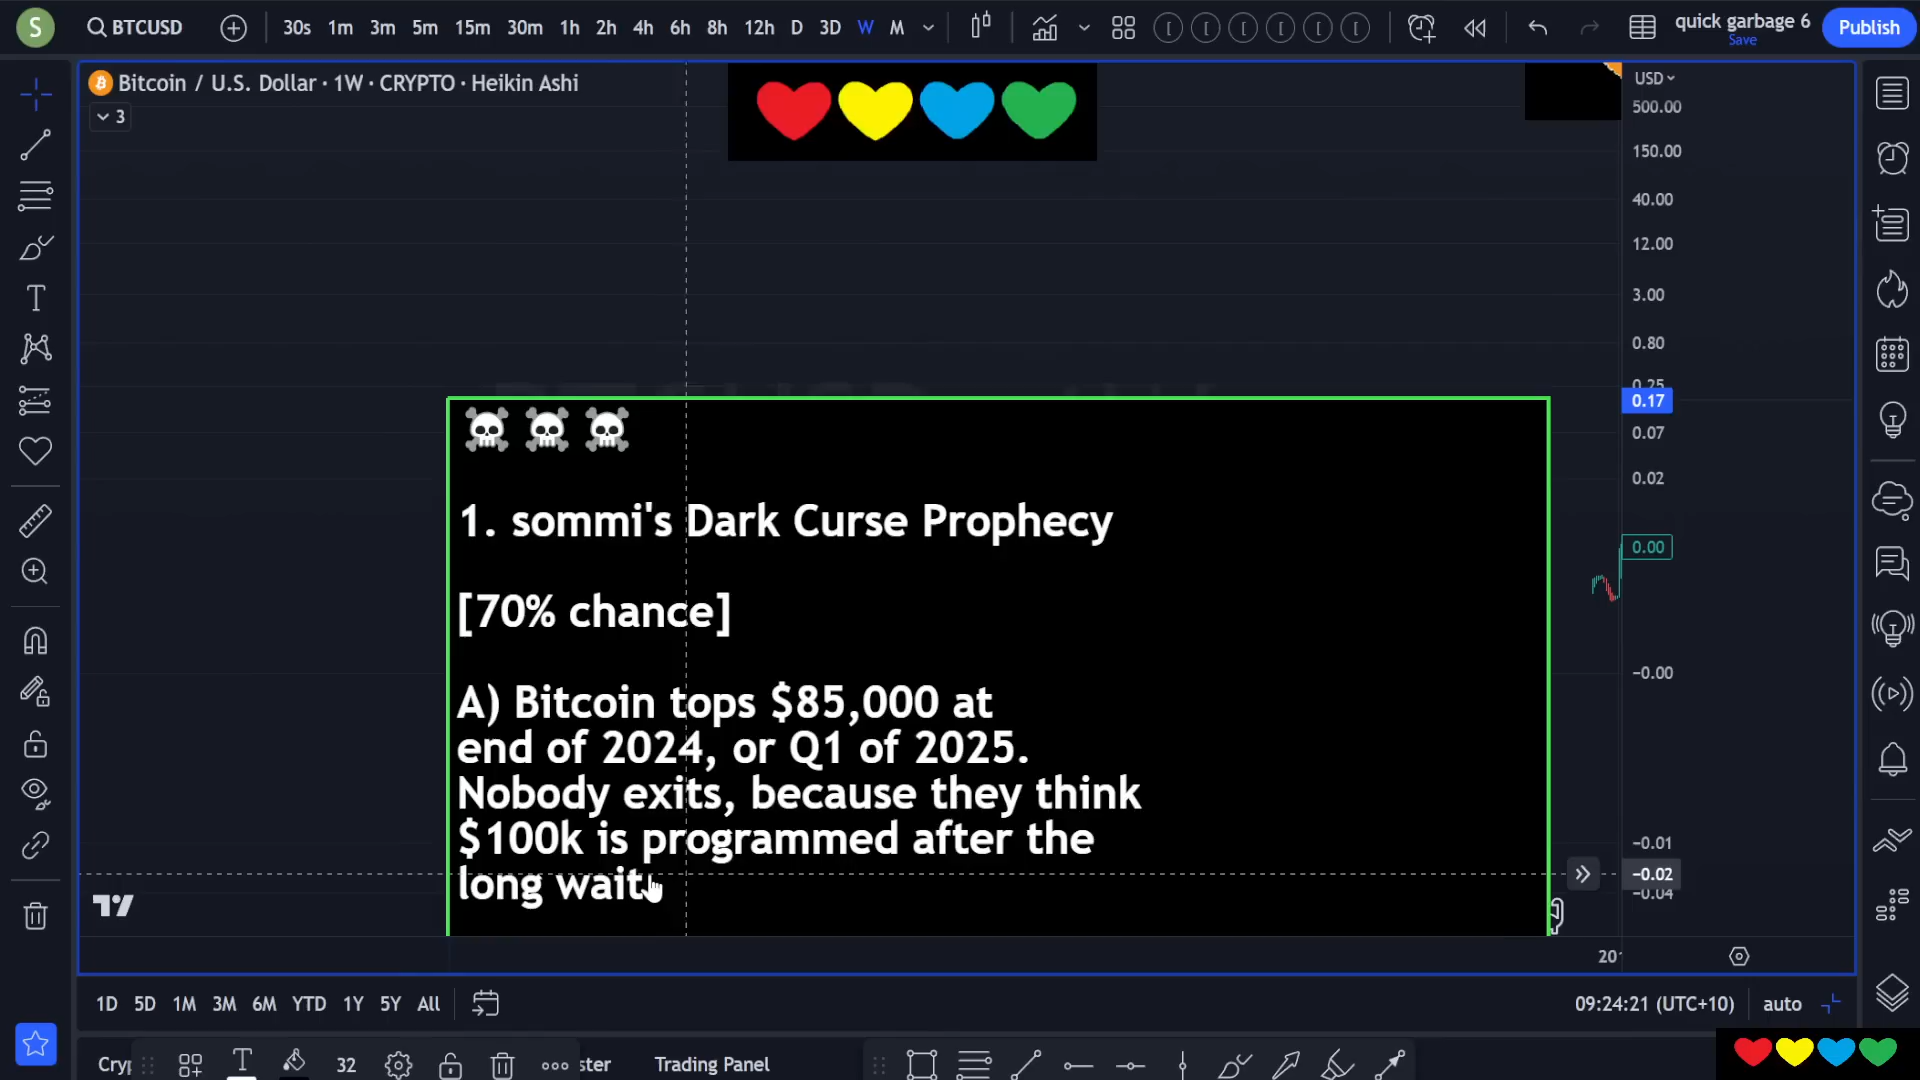 S
BTCUSD
30s 1m 3m 5m 15m 30m 1h 2h 4h 6h 8h 12h D 3D W M
quick garbage 6
Save
Publish
Bitcoin / U.S. Dollar · 1W · CRYPTO · Heikin Ashi
3
USD
500.00
150.00
40.00
12.00
3.00
0.80
0.25
0.17
0.07
0.02
0.00
−0.00
−0.01
−0.02
−0.04
☠ ☠ ☠
1. sommi's Dark Curse Prophecy
[70% chance]
A) Bitcoin tops $85,000 at
end of 2024, or Q1 of 2025.
Nobody exits, because they think
$100k is programmed after the
long wait.
1D 5D 1M 3M 6M YTD 1Y 5Y All
09:24:21 (UTC+10)
auto
32
Trading Panel